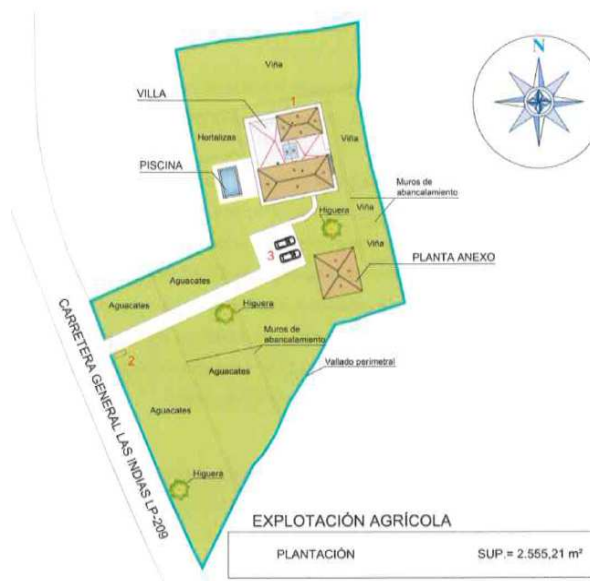 N
Viña
VILLA
1
Hortalizas
Viña
PISCINA
Muros de
abancalamiento
Higuera
Viña
Viña
PLANTA ANEXO
3
Aguacates
Aguacates
Higuera
2
Muros de
abancalamiento
Vallado perimetral
Aguacates
Aguacates
CARRETERA GENERAL LAS INDIAS LP-209
Higuera
EXPLOTACIÓN AGRÍCOLA
PLANTACIÓN SUP.= 2.555,21 m²